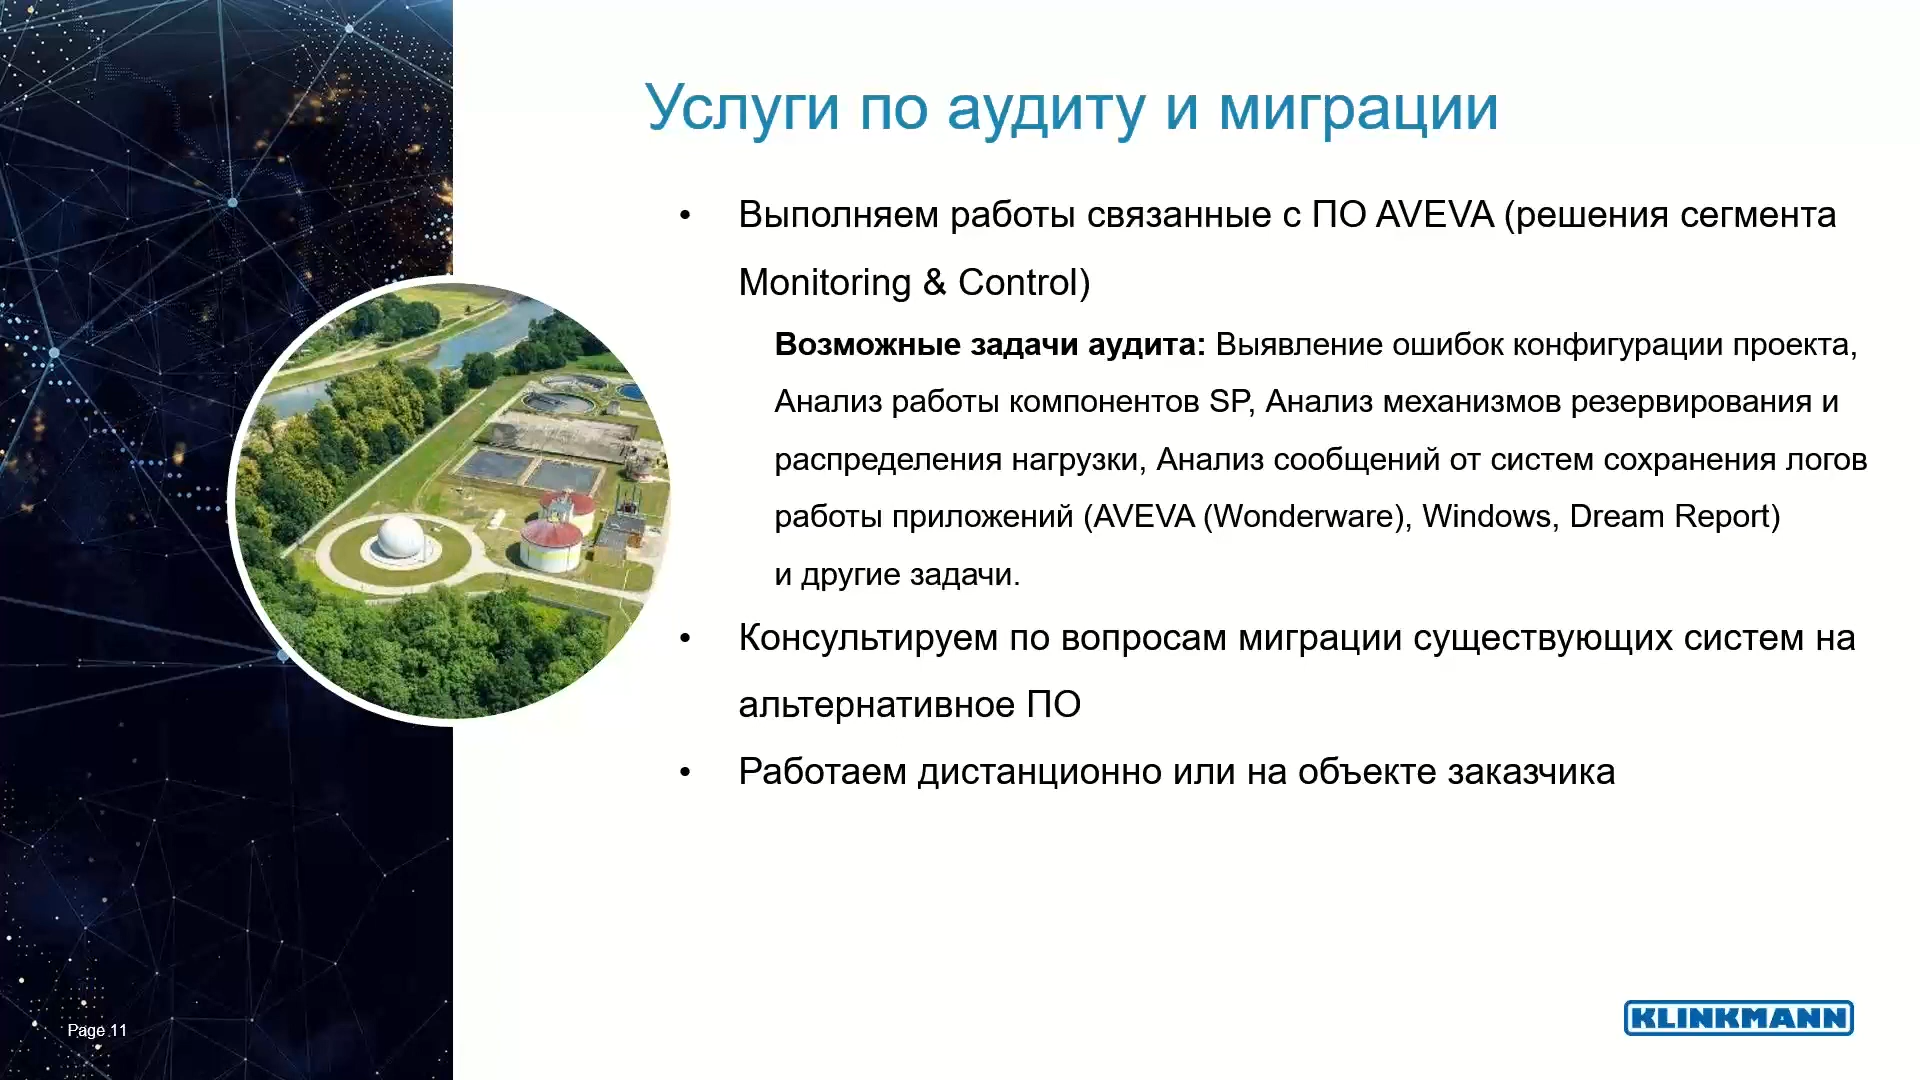 Услуги по аудиту и миграции
• Выполняем работы связанные с ПО AVEVA (решения сегмента
Monitoring & Control)
Возможные задачи аудита: Выявление ошибок конфигурации проекта,
Анализ работы компонентов SP, Анализ механизмов резервирования и
распределения нагрузки, Анализ сообщений от систем сохранения логов
работы приложений (AVEVA (Wonderware), Windows, Dream Report)
и другие задачи.
• Консультируем по вопросам миграции существующих систем на
альтернативное ПО
• Работаем дистанционно или на объекте заказчика
Page 11
KLINKMANN